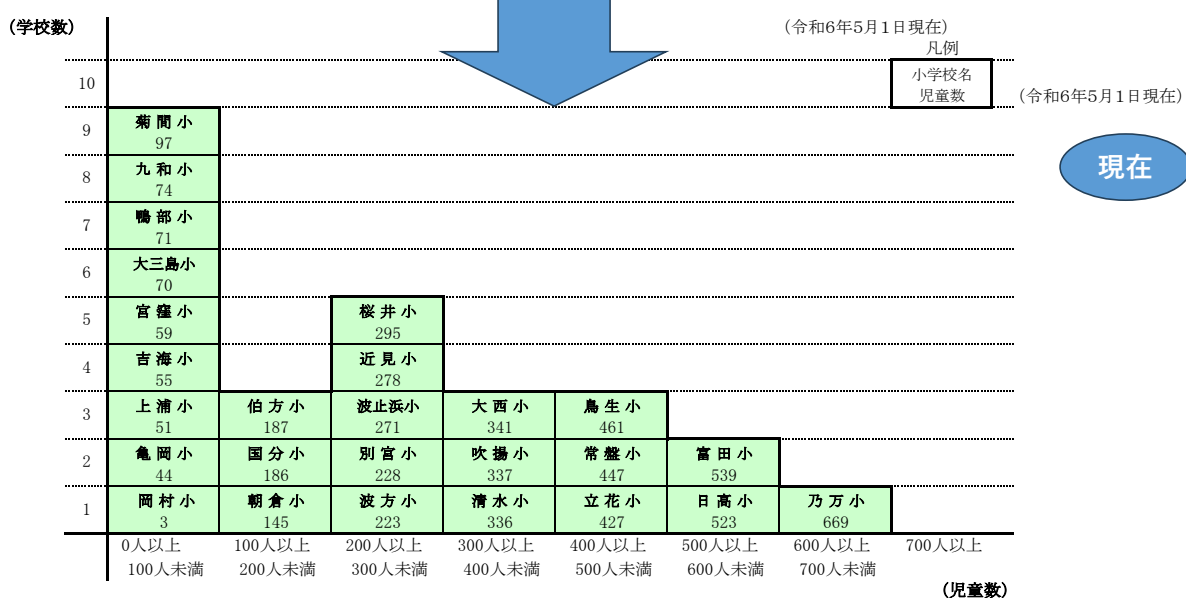 (学校数)
(令和6年5月1日現在)
凡例
小学校名
児童数
(令和6年5月1日現在)
現在
10
9
菊間小
97
8
九和小
74
7
鴨部小
71
6
大三島小
70
5
宮窪小
59
桜井小
295
4
吉海小
55
近見小
278
3
上浦小
51
伯方小
187
波止浜小
271
大西小
341
鳥生小
461
2
亀岡小
44
国分小
186
別宮小
228
吹揚小
337
常盤小
447
富田小
539
1
岡村小
3
朝倉小
145
波方小
223
清水小
336
立花小
427
日高小
523
乃万小
669
0人以上
100人未満
100人以上
200人未満
200人以上
300人未満
300人以上
400人未満
400人以上
500人未満
500人以上
600人未満
600人以上
700人未満
700人以上
(児童数)